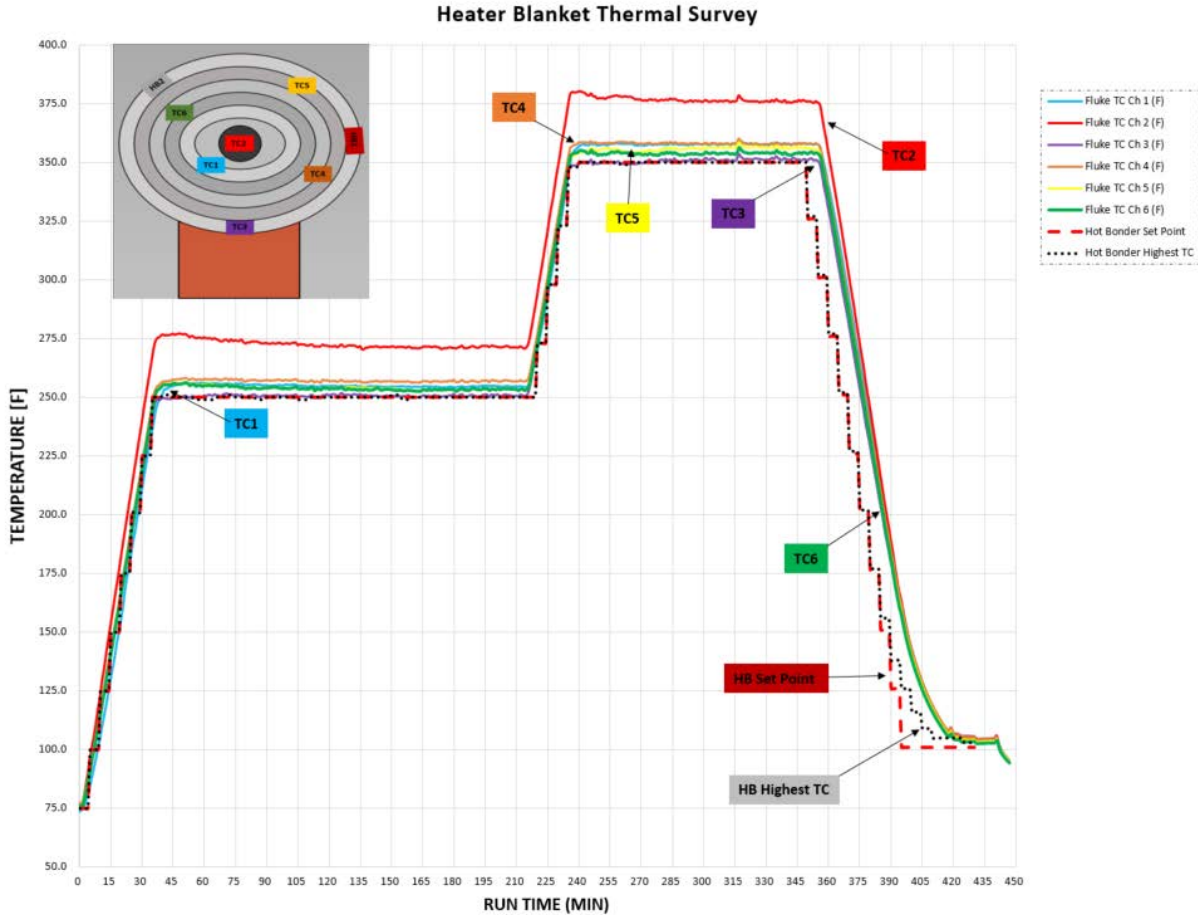 Heater Blanket Thermal Survey
400.0
375.0
350.0
325.0
300.0
275.0
250.0
225.0
200.0
175.0
150.0
125.0
100.0
75.0
50.0
TEMPERATURE [F]
0 15 30 45 60 75 90 105 120 135 150 165 180 195 210 225 240 255 270 285 300 315 330 345 360 375 390 405 420 435 450
RUN TIME (MIN)
HB2
TC5
TC6
TC2
TC1
TC4
TC3
TC4
TC2
TC5
TC3
TC1
TC6
HB Set Point
HB Highest TC
Fluke TC Ch 1 (F)
Fluke TC Ch 2 (F)
Fluke TC Ch 3 (F)
Fluke TC Ch 4 (F)
Fluke TC Ch 5 (F)
Fluke TC Ch 6 (F)
Hot Bonder Set Point
Hot Bonder Highest TC